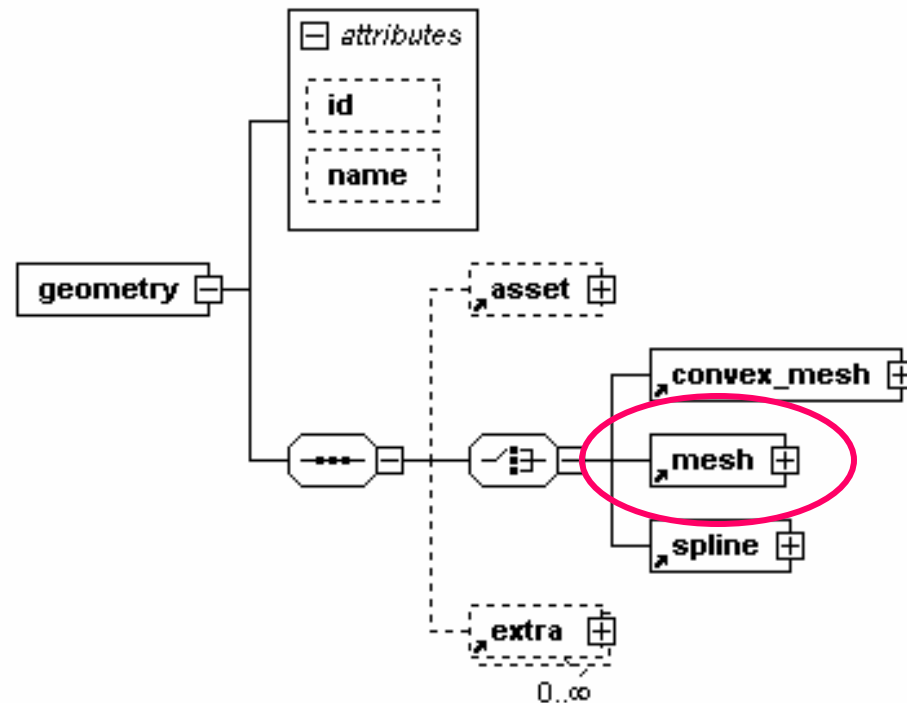 attributes
id
name
geometry
asset
convex_mesh
mesh
spline
extra
0..∞